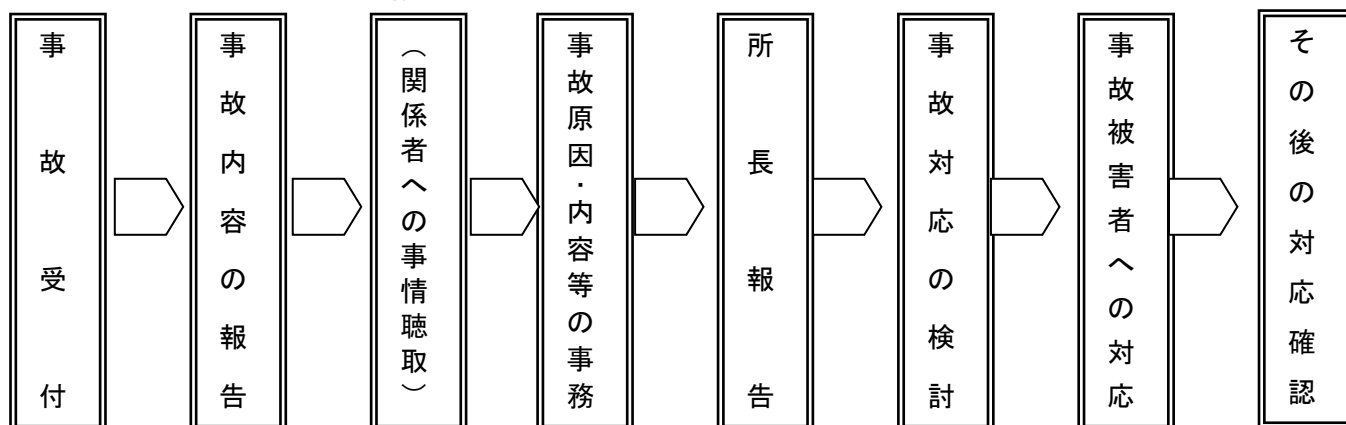 事故受付
事故内容の報告
（関係者への事情聴取）
事故原因・内容等の事務
所長報告
事故対応の検討
事故被害者への対応
その後の対応確認